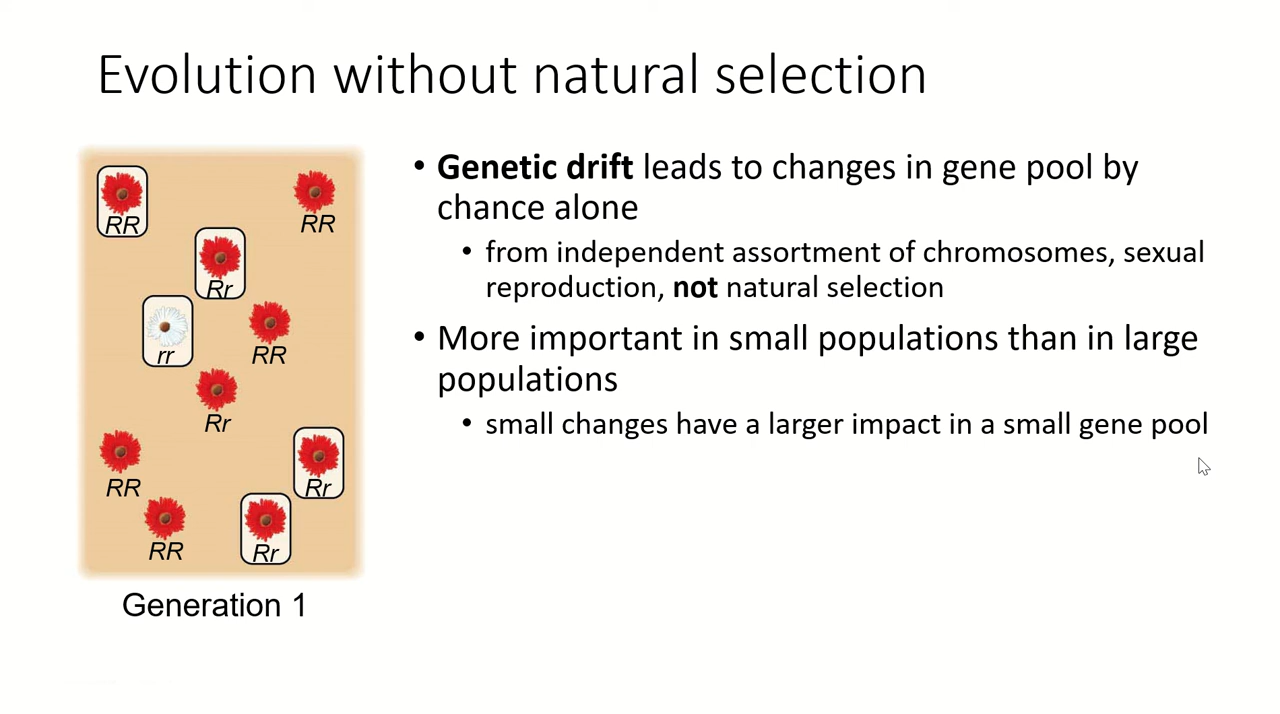 Evolution without natural selection
RR
RR
Rr
rr
RR
Rr
RR
Rr
RR
Rr
Generation 1
• Genetic drift leads to changes in gene pool by
chance alone
• from independent assortment of chromosomes, sexual
reproduction, not natural selection
• More important in small populations than in large
populations
• small changes have a larger impact in a small gene pool